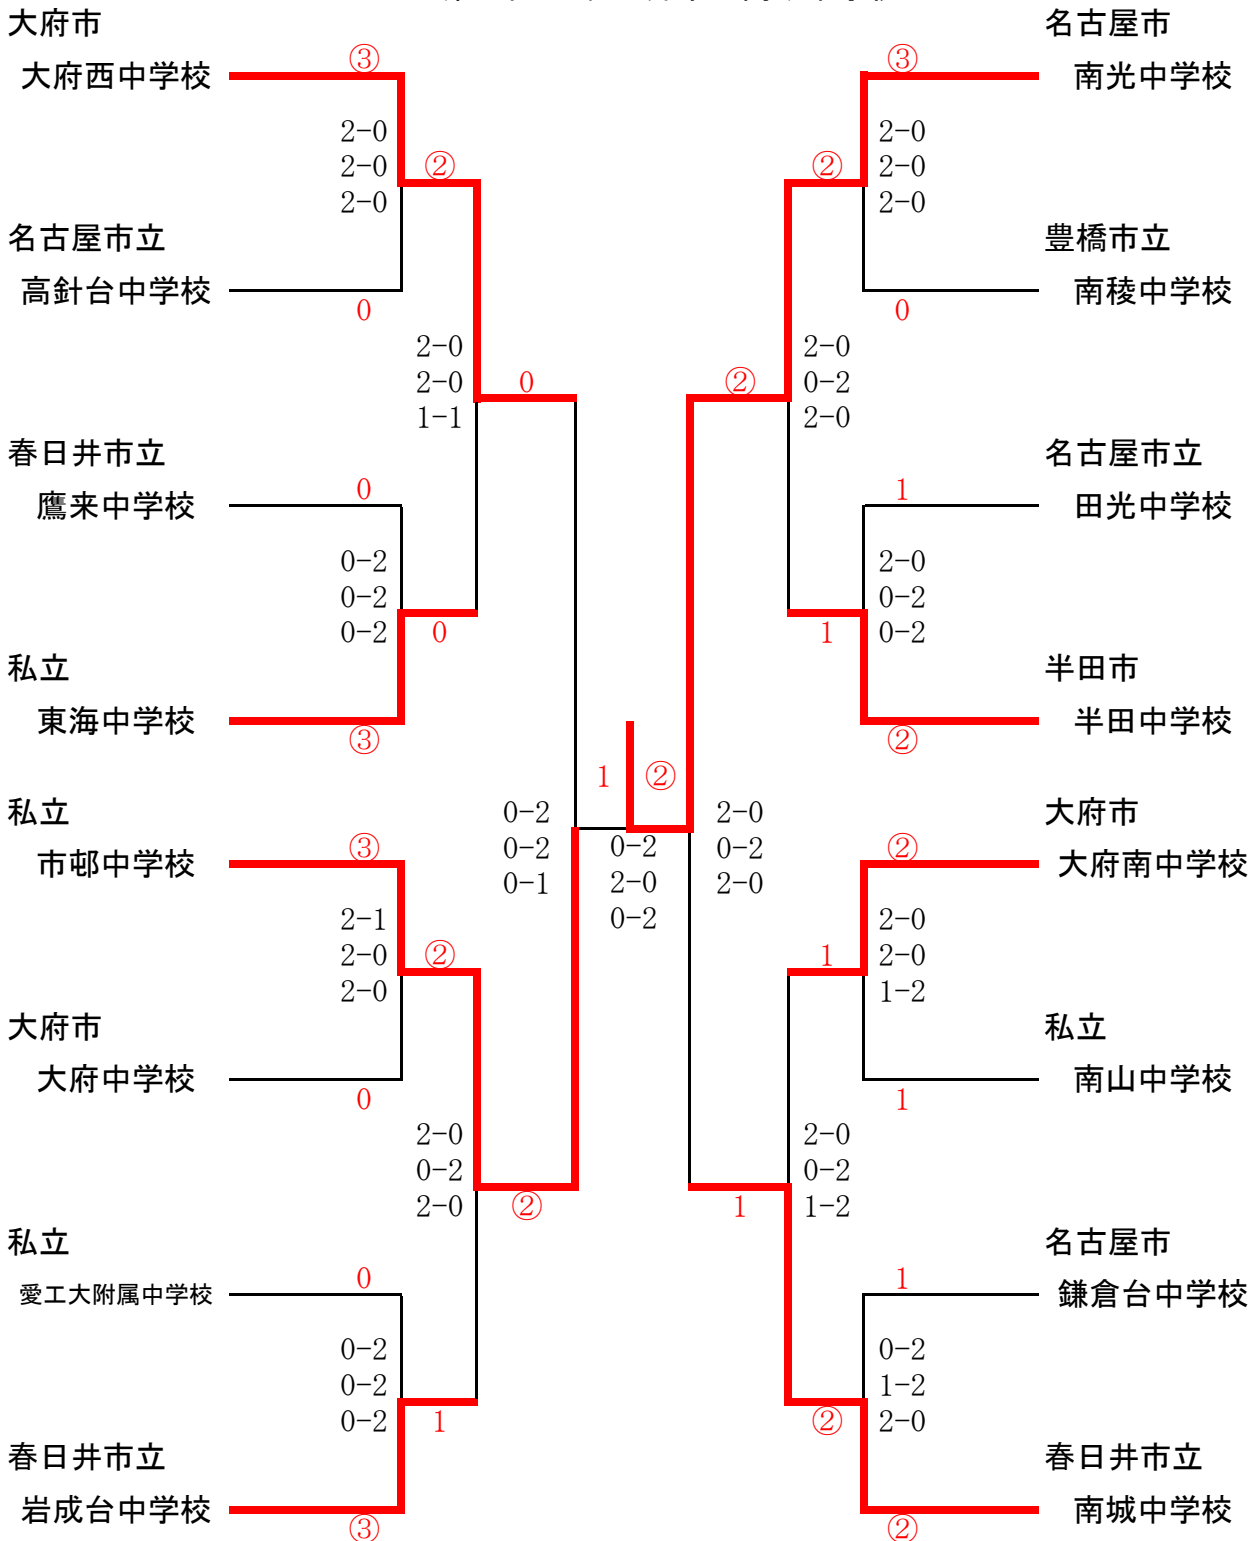 大府市
大府西中学校
③
2-0
2-0
2-0
②
名古屋市立
高針台中学校
0
2-0
2-0
1-1
0
春日井市立
鷹来中学校
0
0-2
0-2
0-2
0
私立
東海中学校
③
私立
市邨中学校
③
2-1
2-0
2-0
②
大府市
大府中学校
0
2-0
0-2
2-0
②
私立
愛工大附属中学校
0
0-2
0-2
0-2
1
春日井市立
岩成台中学校
③
0-2
0-2
0-1
1
②
0-2
2-0
0-2
2-0
0-2
2-0
名古屋市
南光中学校
③
2-0
2-0
2-0
②
豊橋市立
南稜中学校
0
②
2-0
0-2
2-0
名古屋市立
田光中学校
1
2-0
0-2
0-2
1
半田市
半田中学校
②
大府市
大府南中学校
②
2-0
2-0
1-2
1
私立
南山中学校
1
2-0
0-2
1-2
1
名古屋市
鎌倉台中学校
1
0-2
1-2
2-0
②
春日井市立
南城中学校
②